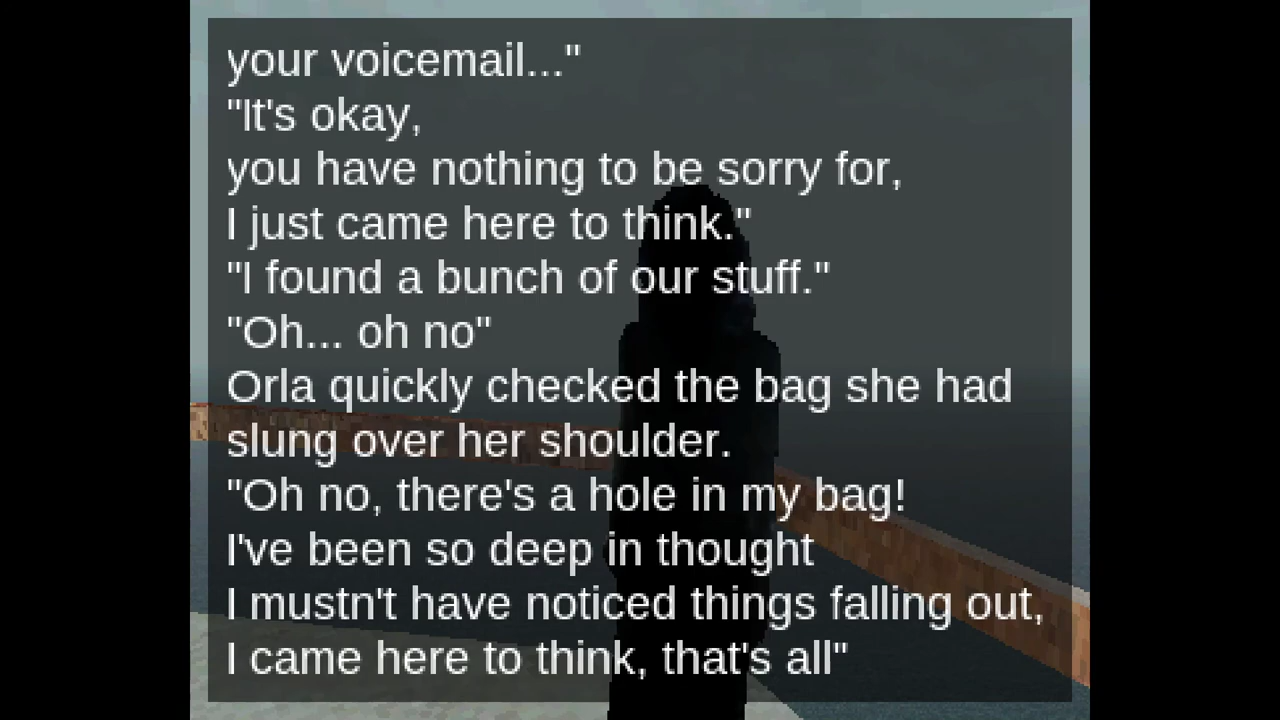 your voicemail..."
"It's okay,
you have nothing to be sorry for,
I just came here to think."
"I found a bunch of our stuff."
"Oh... oh no"
Orla quickly checked the bag she had
slung over her shoulder.
"Oh no, there's a hole in my bag!
I've been so deep in thought
I mustn't have noticed things falling out,
I came here to think, that's all"